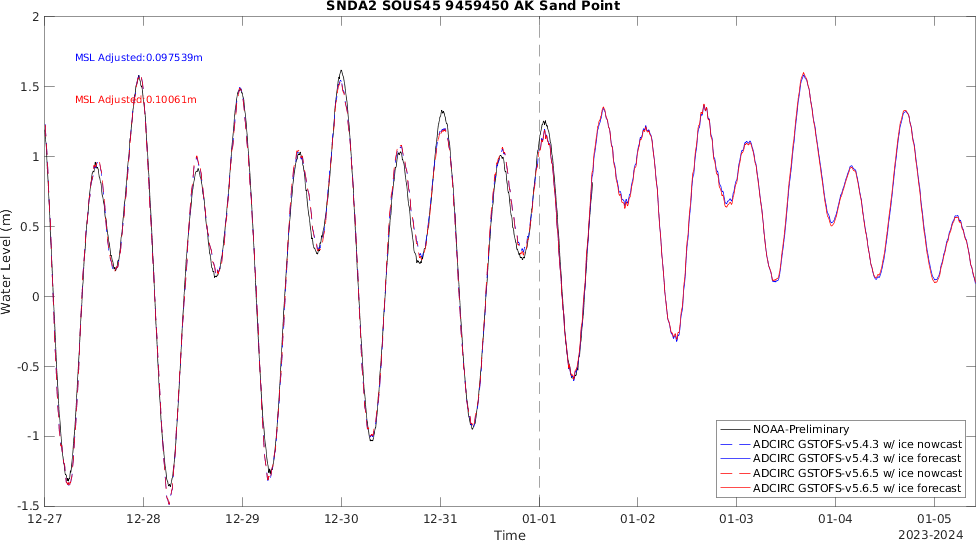 SNDA2 SOUS45 9459450 AK Sand Point
2
1.5
1
0.5
0
-0.5
-1
-1.5
Water Level (m)
MSL Adjusted:0.097539m
MSL Adjusted:0.10061m
NOAA-Preliminary
ADCIRC GSTOFS-v5.4.3 w/ ice nowcast
ADCIRC GSTOFS-v5.4.3 w/ ice forecast
ADCIRC GSTOFS-v5.6.5 w/ ice nowcast
ADCIRC GSTOFS-v5.6.5 w/ ice forecast
12-27 12-28 12-29 12-30 12-31 01-01 01-02 01-03 01-04 01-05
Time
2023-2024